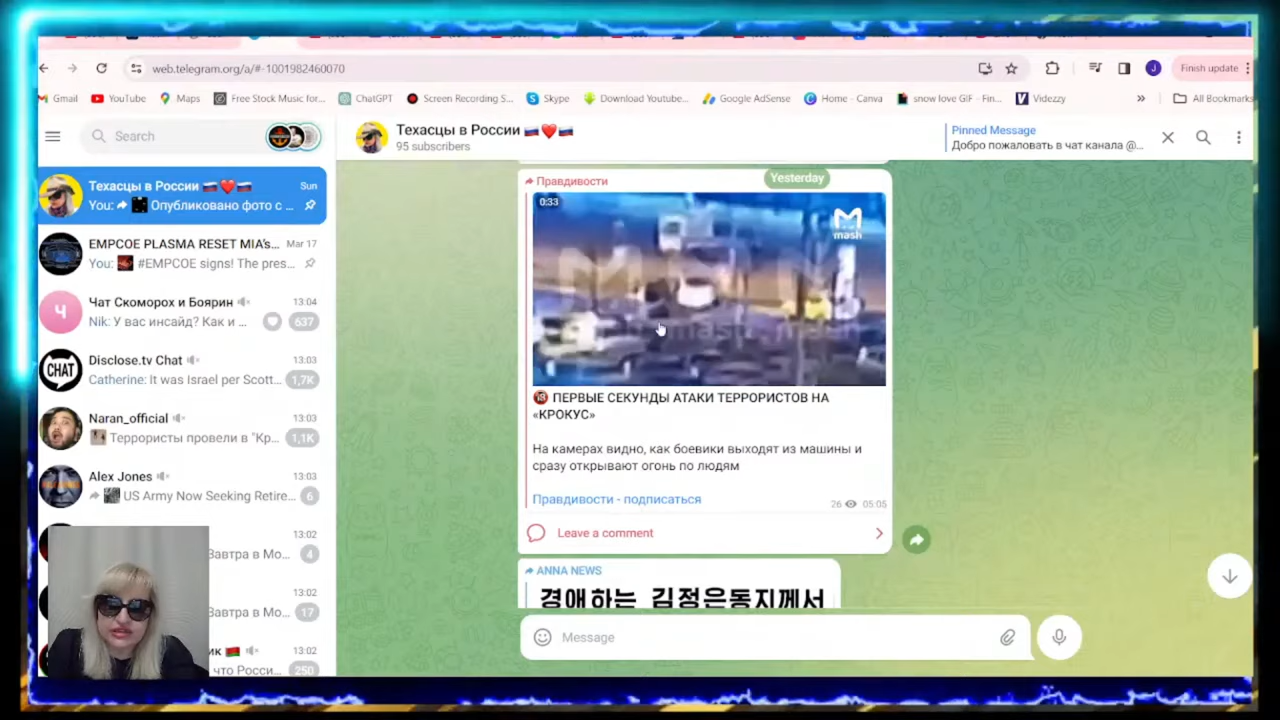 web.telegram.org/a/#-1001982460070
Finish update
Gmail
YouTube
Maps
Free Stock Music for...
ChatGPT
Screen Recording S...
Skype
Download Youtube...
Google AdSense
Home - Canva
snow love GIF - Fin...
Videzzy
»
All Bookmarks
Search
Техасцы в России
95 subscribers
Pinned Message
Добро пожаловать в чат канала @...
Техасцы в России
Sun
You: Опубликовано фото с ...
EMPCOE PLASMA RESET MIA's...
Mar 17
You: #EMPCOE signs! The pres...
Ч
Чат Скоморох и Боярин
13:04
Nik: У вас инсайд? Как и ...
637
CHAT
Disclose.tv Chat
13:03
Catherine: It was Israel per Scott...
1,7K
Naran_official
13:03
Террористы провели в "Кр...
1,1K
Alex Jones
13:03
US Army Now Seeking Retire...
6
13:02
Завтра в Мо...
4
13:02
Завтра в Мо...
17
ик
13:02
что Росси...
250
Yesterday
Правдивости
0:33
mash
18 ПЕРВЫЕ СЕКУНДЫ АТАКИ ТЕРРОРИСТОВ НА
«КРОКУС»
На камерах видно, как боевики выходят из машины и
сразу открывают огонь по людям
Правдивости - подписаться
26
05:05
Leave a comment
ANNA NEWS
경애하는 김정은동지께서
Message